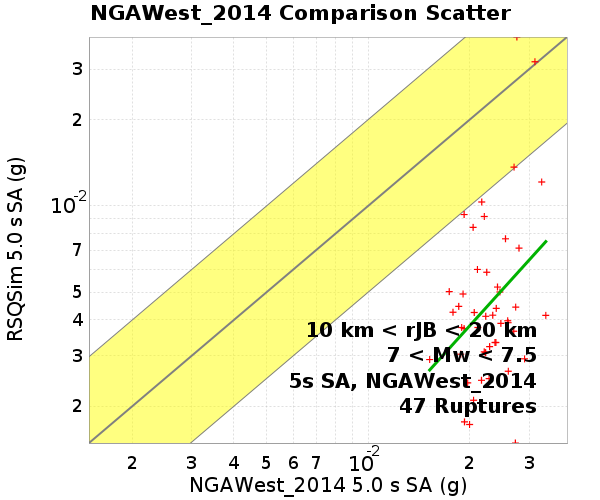 NGAWest_2014 Comparison Scatter
RSQSim 5.0 s SA (g)
3
2
10-2
7
5
4
3
2
10 km < rJB < 20 km
7 < Mw < 7.5
5s SA, NGAWest_2014
47 Ruptures
2 3 4 5 6 7 10-2 2 3
NGAWest_2014 5.0 s SA (g)